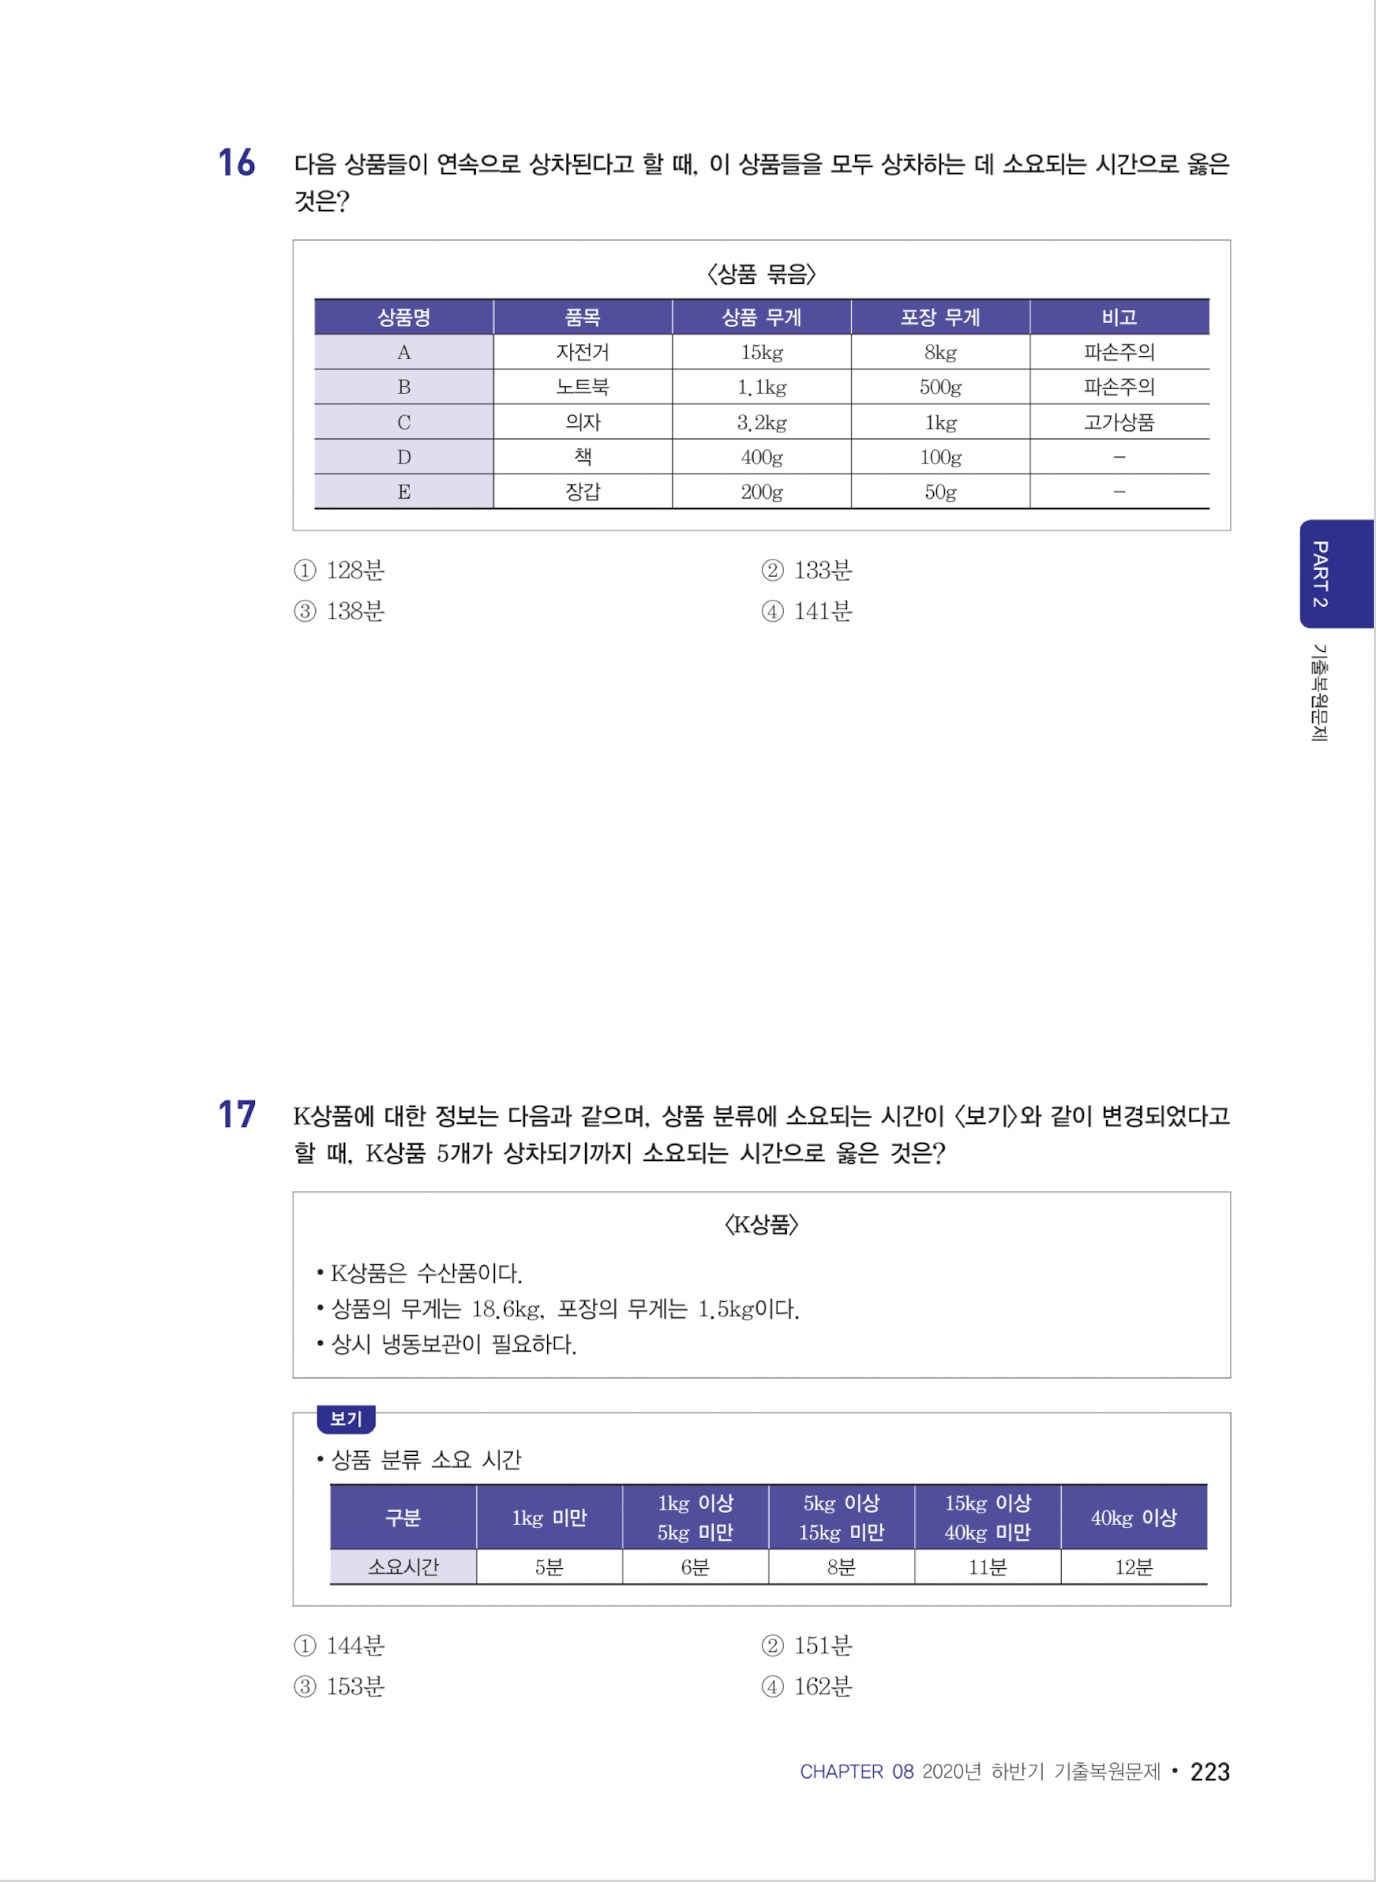 16 다음 상품들이 연속으로 상차된다고 할 때, 이 상품들을 모두 상차하는 데 소요되는 시간으로 옳은
것은?
〈상품 묶음〉
상품명 품목 상품 무게 포장 무게 비고
A 자전거 15kg 8kg 파손주의
B 노트북 1.1kg 500g 파손주의
C 의자 3.2kg 1kg 고가상품
D 책 400g 100g −
E 장갑 200g 50g −
① 128분 ② 133분
③ 138분 ④ 141분
PART 2
기출복원문제
17 K상품에 대한 정보는 다음과 같으며, 상품 분류에 소요되는 시간이 〈보기〉와 같이 변경되었다고
할 때, K상품 5개가 상차되기까지 소요되는 시간으로 옳은 것은?
〈K상품〉
• K상품은 수산품이다.
• 상품의 무게는 18.6kg, 포장의 무게는 1.5kg이다.
• 상시 냉동보관이 필요하다.
보기
• 상품 분류 소요 시간
구분 1kg 미만 1kg 이상 5kg 미만 5kg 이상 15kg 미만 15kg 이상 40kg 미만 40kg 이상
소요시간 5분 6분 8분 11분 12분
① 144분 ② 151분
③ 153분 ④ 162분
CHAPTER 08 2020년 하반기 기출복원문제 • 223